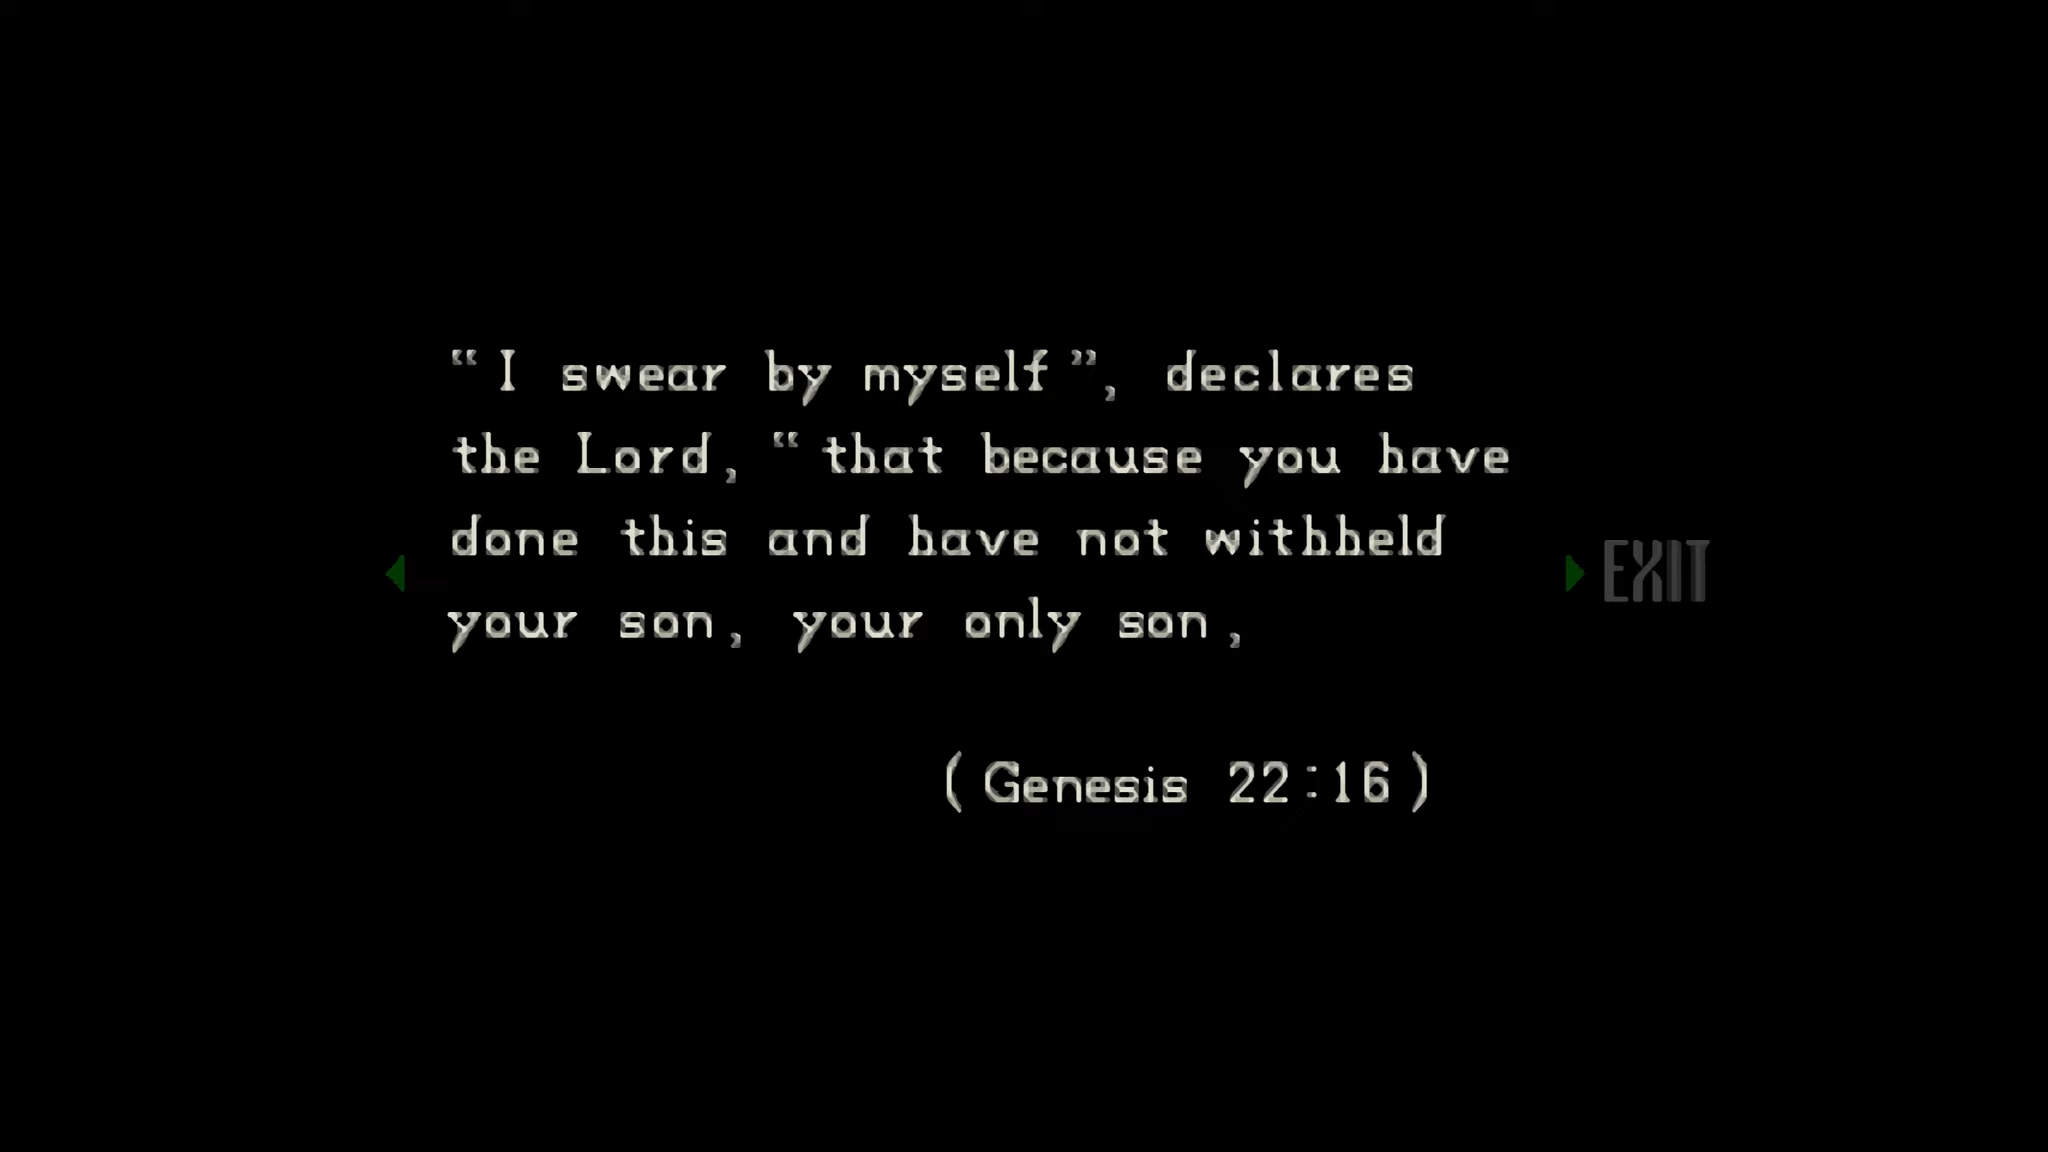 “I swear by myself”, declares
the Lord, “that because you have
done this and have not withheld
your son, your only son,
EXIT
(Genesis 22:16)